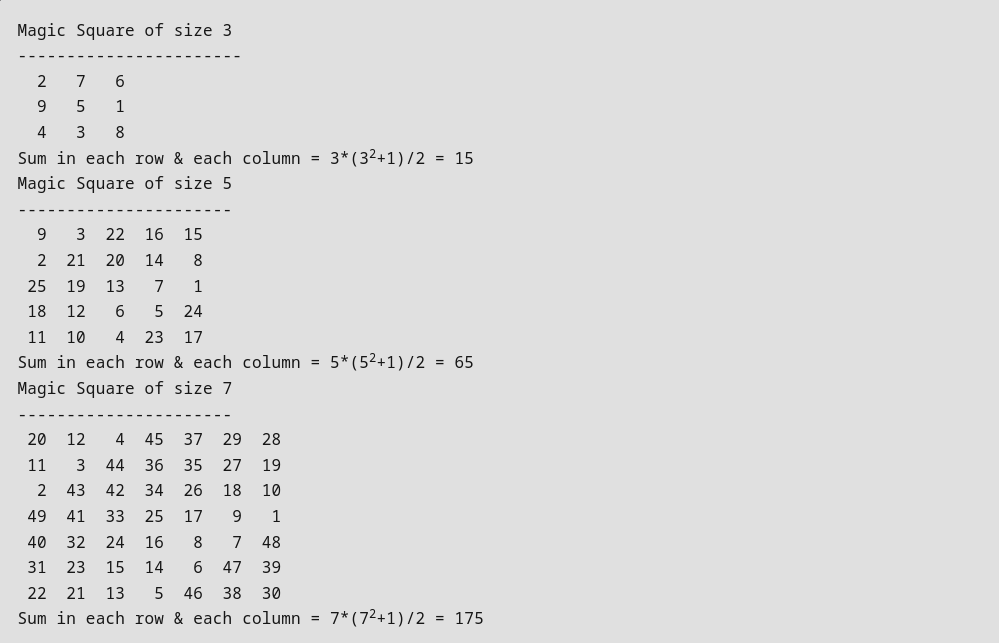 Magic Square of size 3
-----------------------
  2   7   6
  9   5   1
  4   3   8
Sum in each row & each column = 3*(3²+1)/2 = 15
Magic Square of size 5
----------------------
  9   3  22  16  15
  2  21  20  14   8
 25  19  13   7   1
 18  12   6   5  24
 11  10   4  23  17
Sum in each row & each column = 5*(5²+1)/2 = 65
Magic Square of size 7
----------------------
 20  12   4  45  37  29  28
 11   3  44  36  35  27  19
  2  43  42  34  26  18  10
 49  41  33  25  17   9   1
 40  32  24  16   8   7  48
 31  23  15  14   6  47  39
 22  21  13   5  46  38  30
Sum in each row & each column = 7*(7²+1)/2 = 175